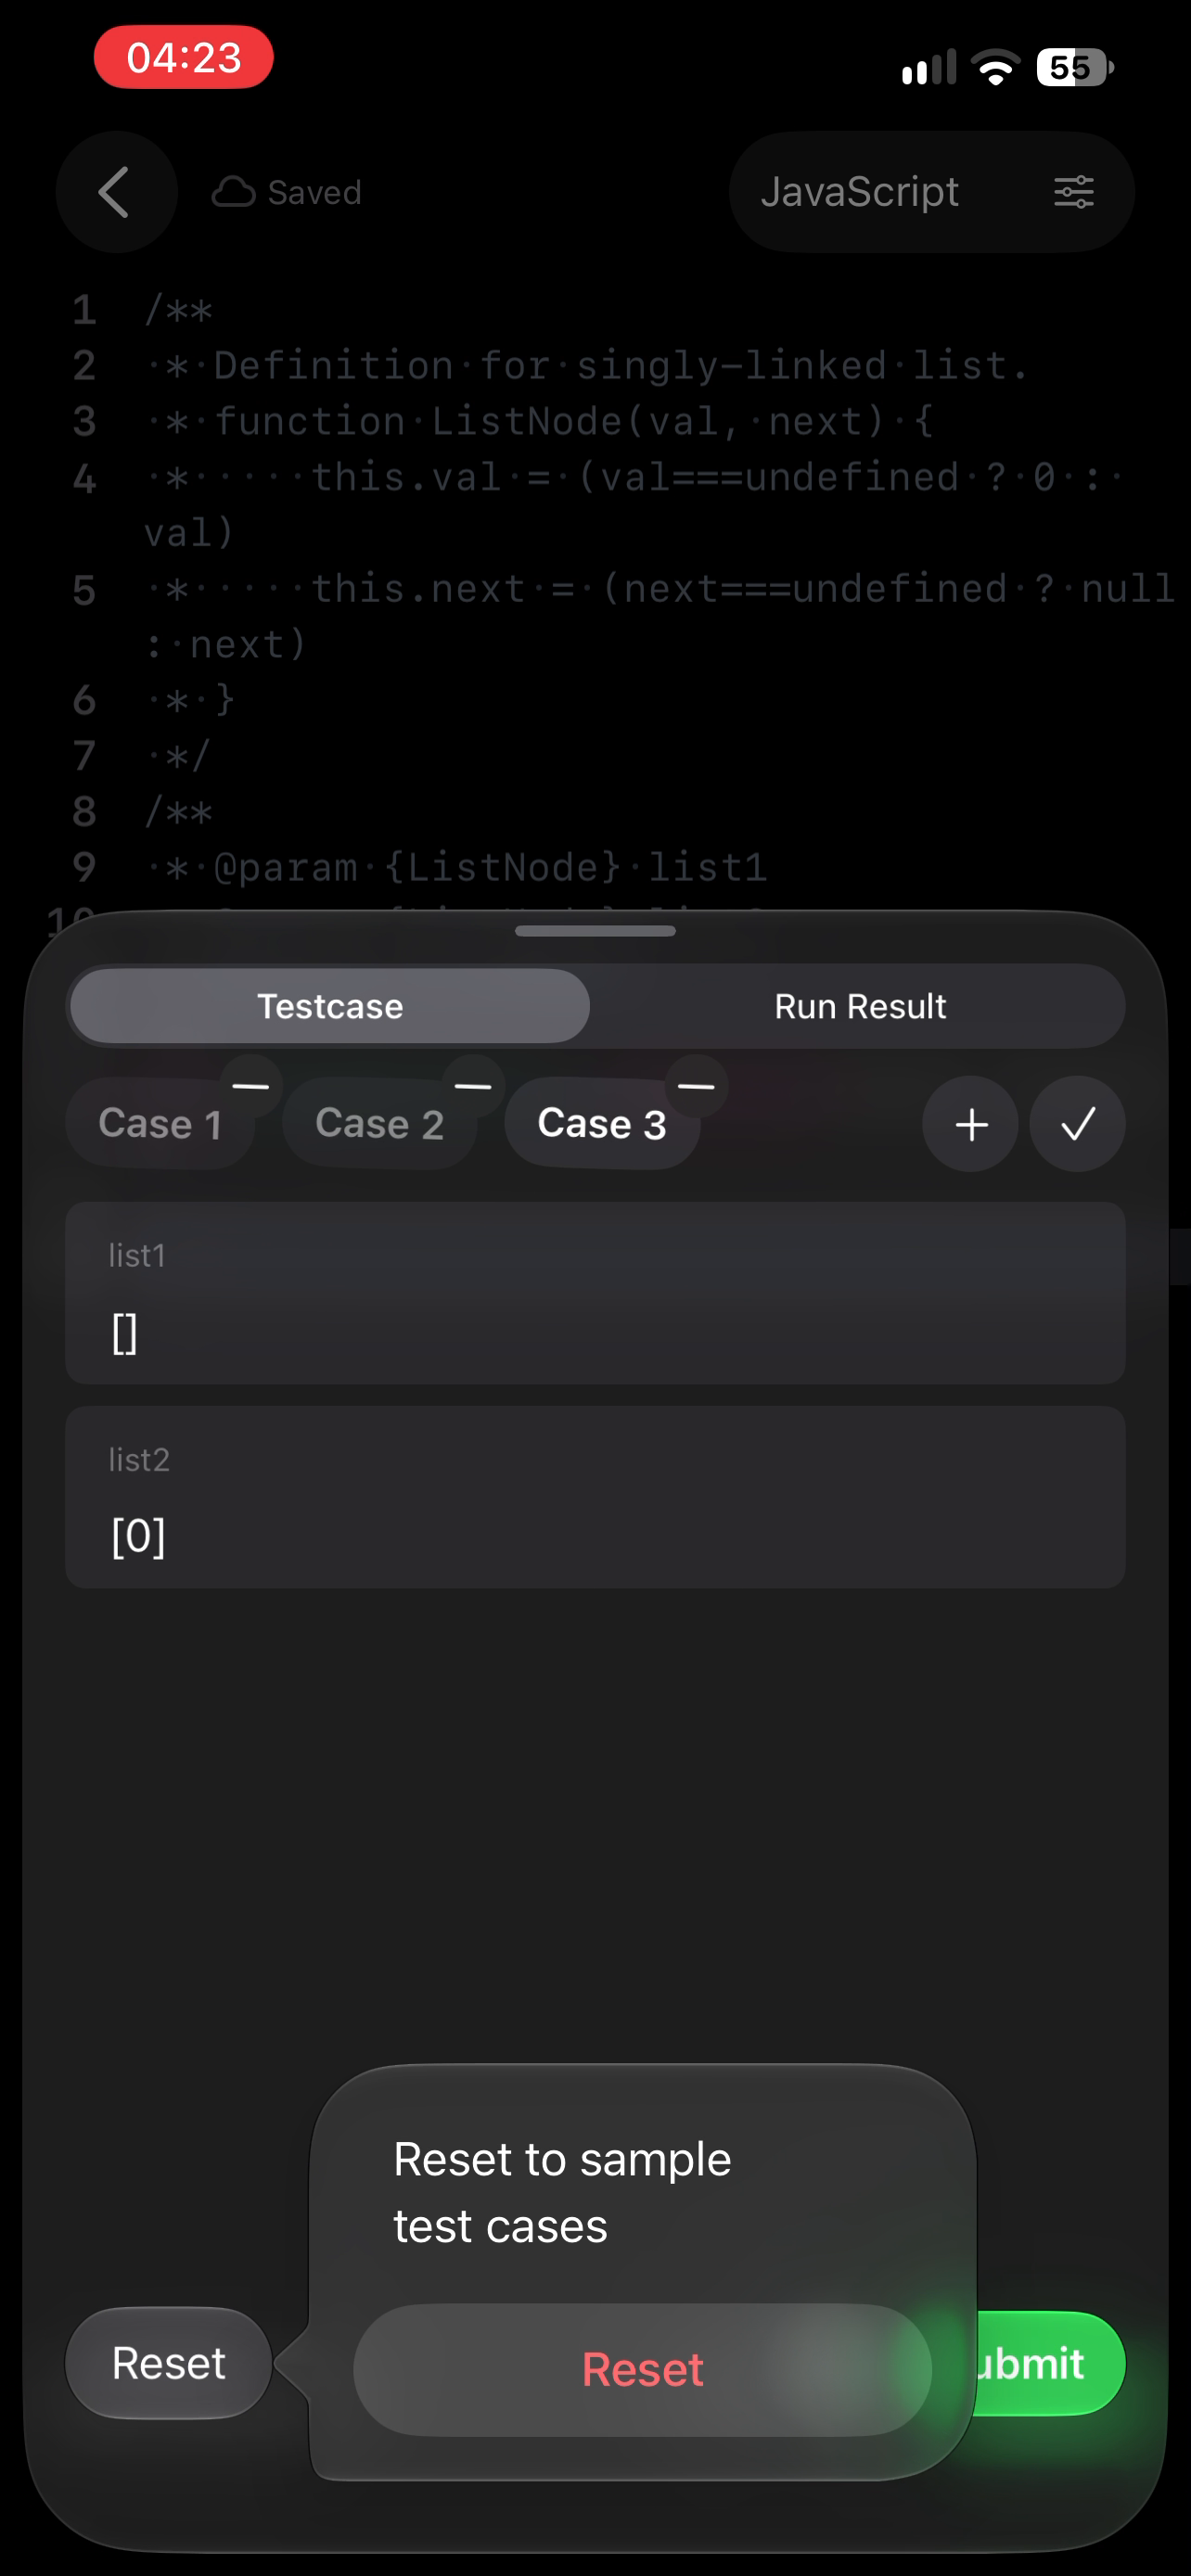 04:23
55
Saved
JavaScript
1 /**
2 * Definition for singly-linked list.
3 * function ListNode(val, next) {
4 *     this.val = (val===undefined ? 0 :
val)
5 *     this.next = (next===undefined ? null
: next)
6 * }
7 */
8 /**
9 * @param {ListNode} list1
Testcase
Run Result
Case 1
Case 2
Case 3
list1
[]
list2
[0]
Reset to sample
test cases
Reset
Reset
ubmit